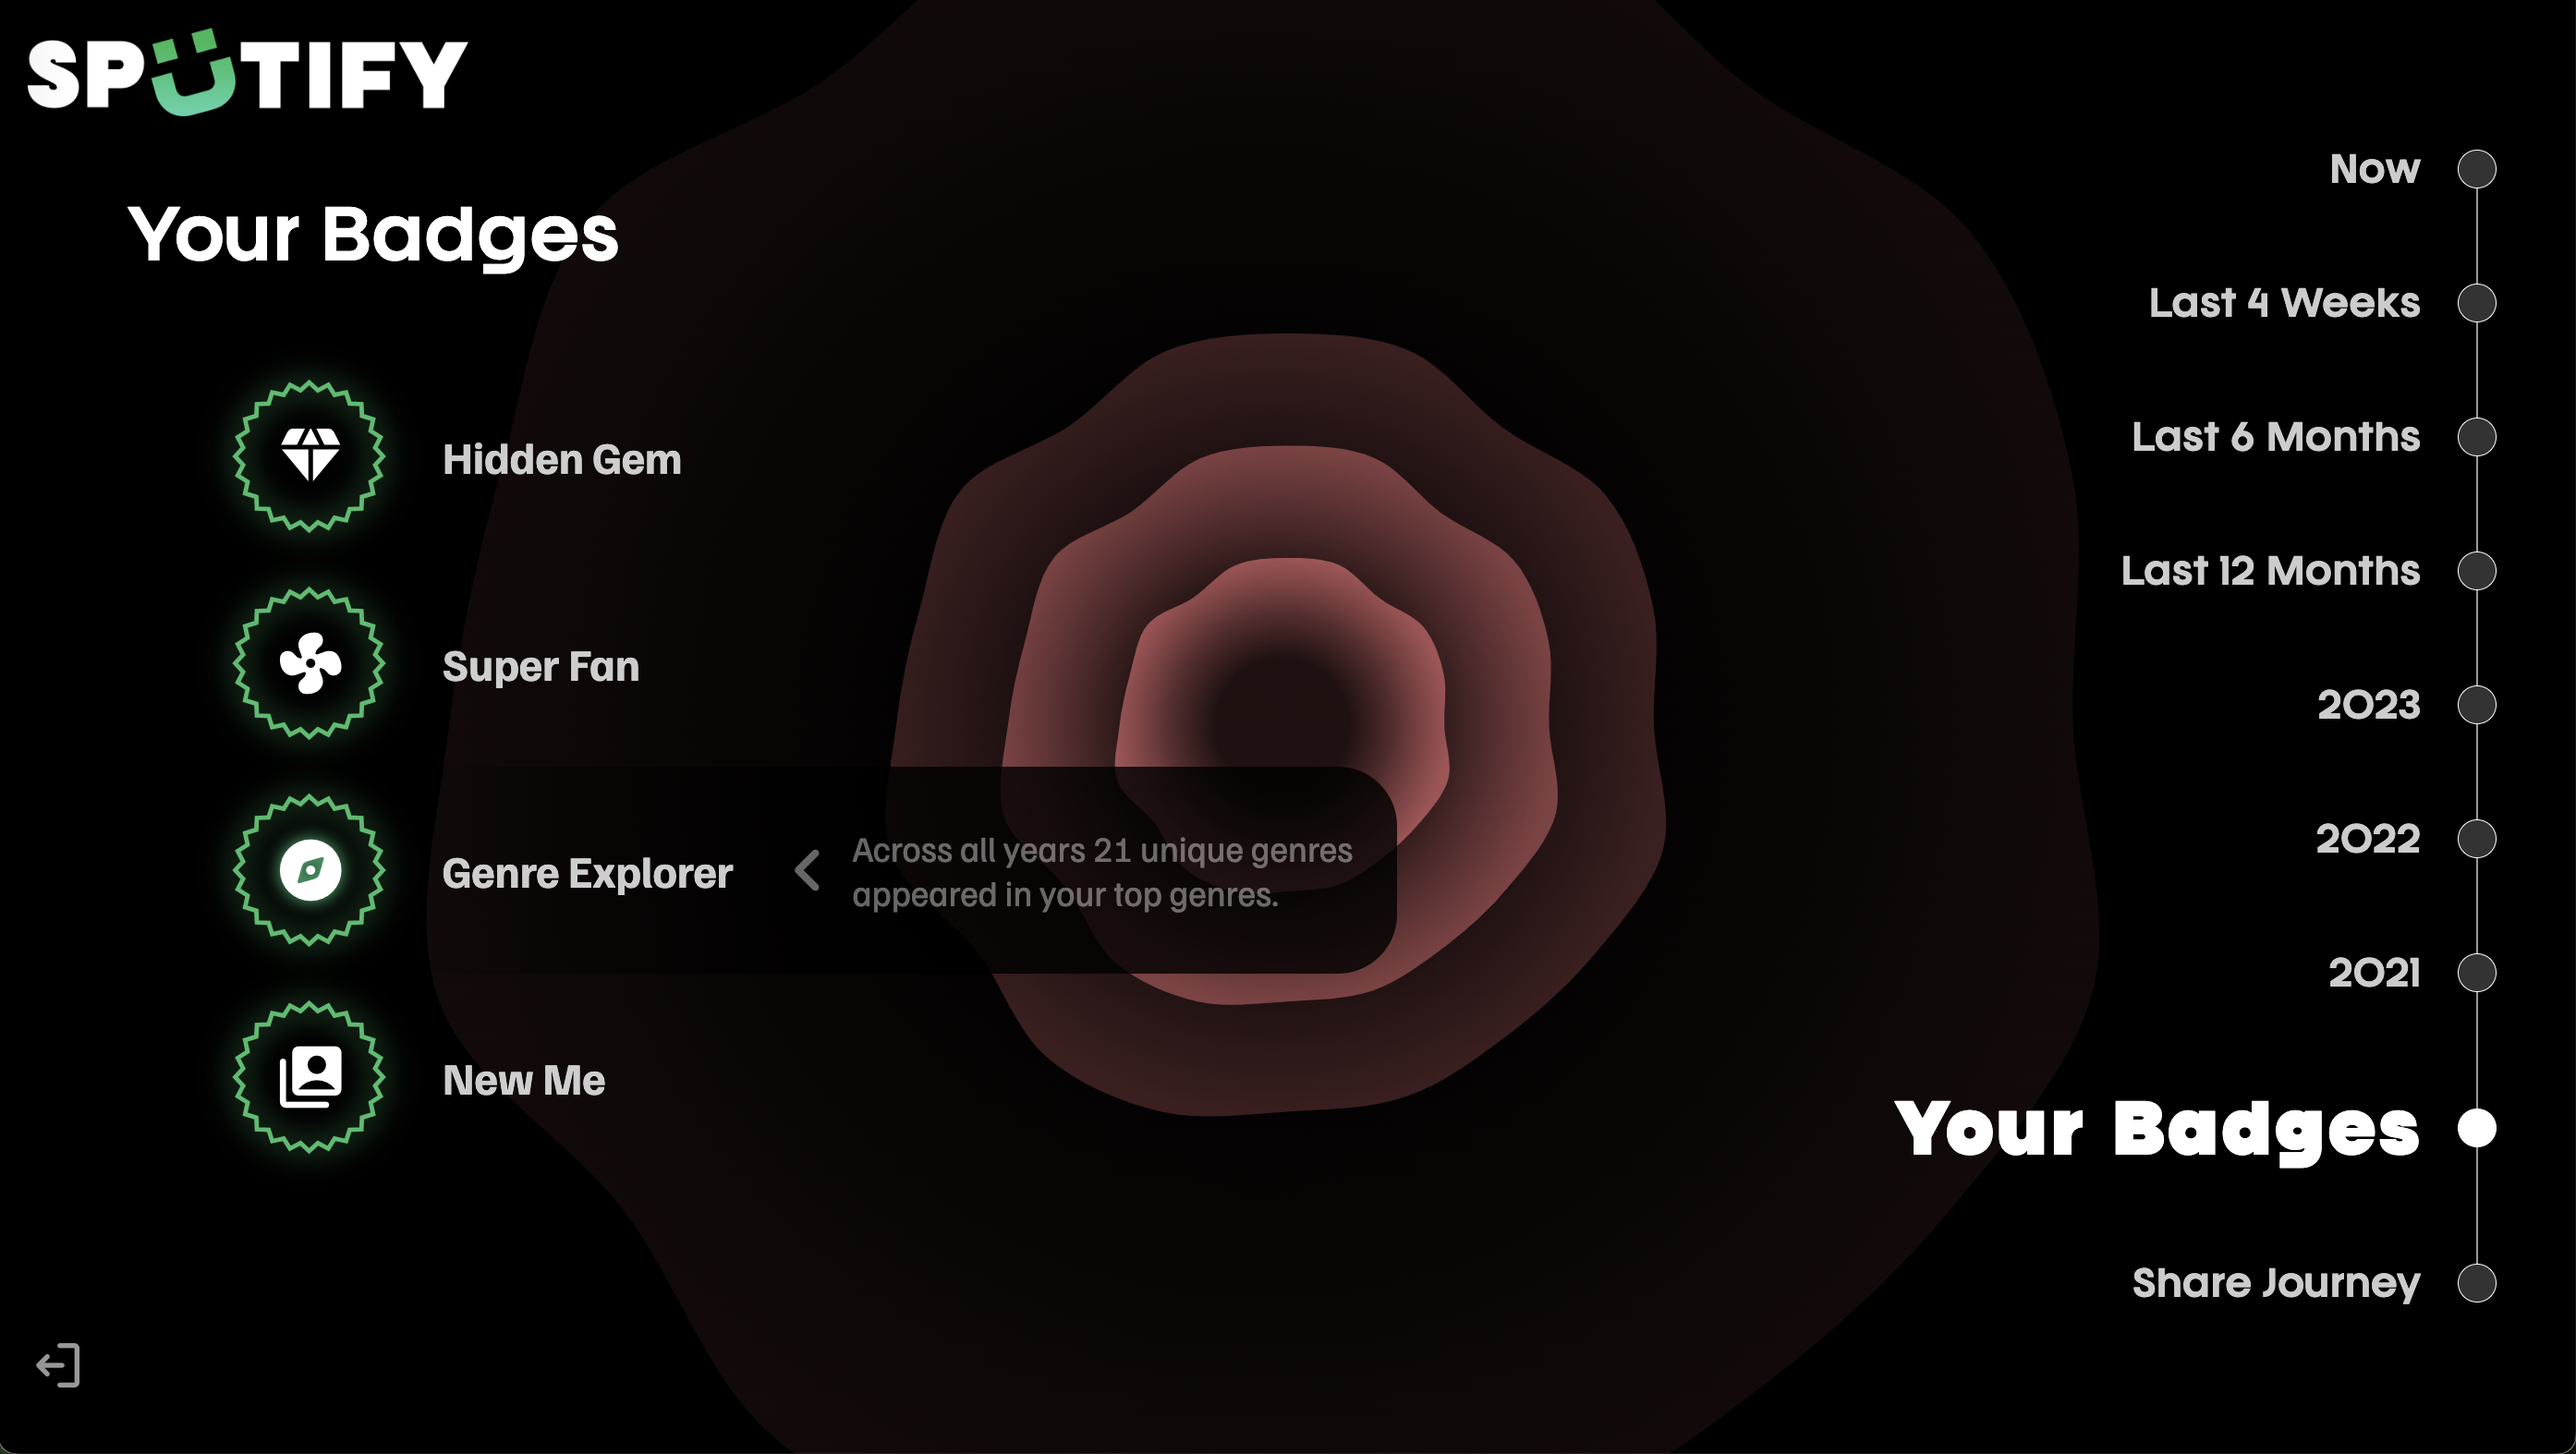 SPÜTIFY
Your Badges
Hidden Gem
Super Fan
Genre Explorer
Across all years 21 unique genres
appeared in your top genres.
New Me
Now
Last 4 Weeks
Last 6 Months
Last 12 Months
2023
2022
2021
Your Badges
Share Journey